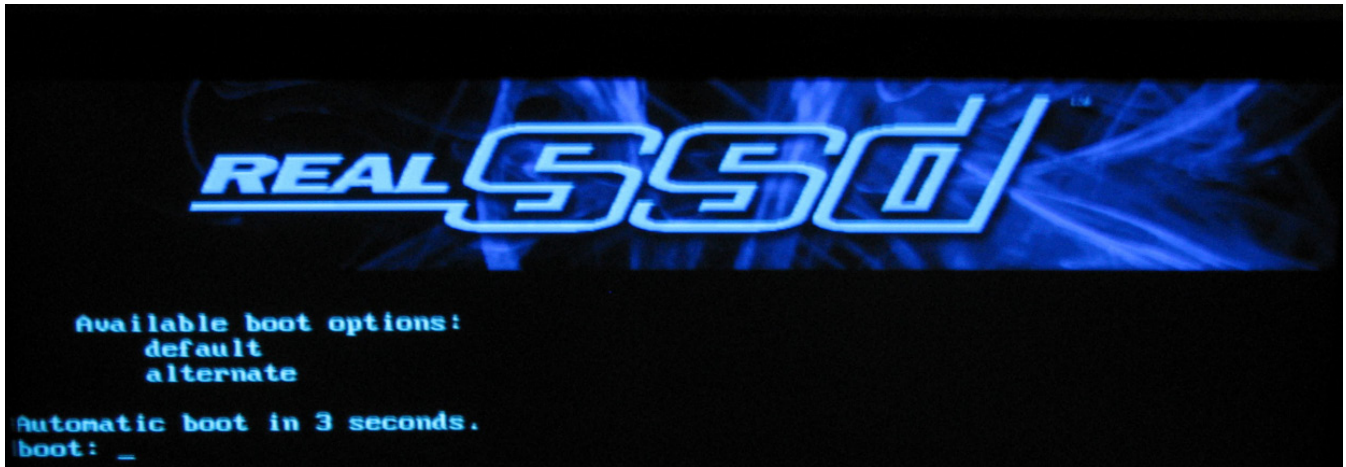 REAL SSD
Available boot options:
default
alternate
Automatic boot in 3 seconds.
boot: _